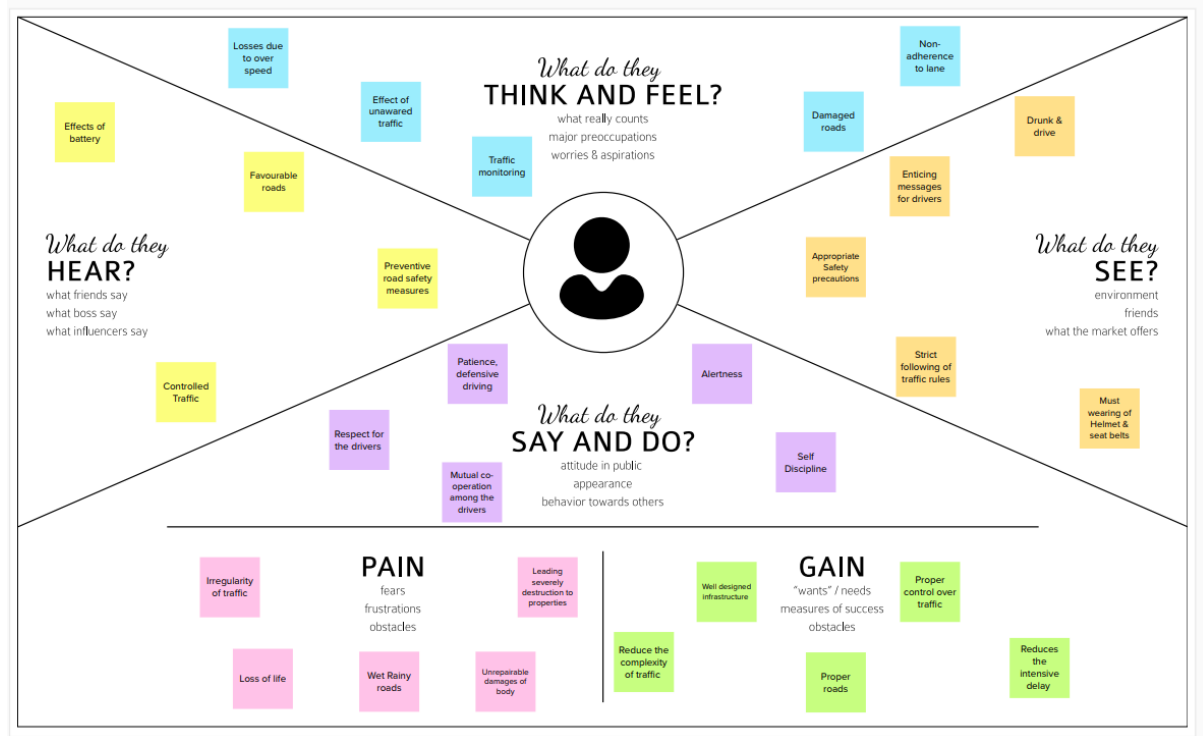 Losses due
to over
speed
Effect of
unawared
traffic
Traffic
monitoring
What do they
THINK AND FEEL?
what really counts
major preoccupations
worries & aspirations
Non-
adherence
to lane
Damaged
roads
Effects of
battery
Favourable
roads
Preventive
road safety
measures
What do they
HEAR?
what friends say
what boss say
what influencers say
Controlled
Traffic
Drunk &
drive
Enticing
messages
for drivers
Appropriate
Safety
precautions
What do they
SEE?
environment
friends
what the market offers
Strict
following of
traffic rules
Must
wearing of
Helmet &
seat belts
Patience,
defensive
driving
Alertness
Respect for
the drivers
What do they
SAY AND DO?
attitude in public
appearance
behavior towards others
Mutual co-
operation
among the
drivers
Self
Discipline
PAIN
fears
frustrations
obstacles
Irregularity
of traffic
Leading
severely
destruction to
properties
Loss of life
Wet Rainy
roads
Unrepairable
damages of
body
GAIN
"wants" / needs
measures of success
obstacles
Well designed
infrastructure
Proper
control over
traffic
Reduce the
complexity
of traffic
Proper
roads
Reduces
the
intensive
delay